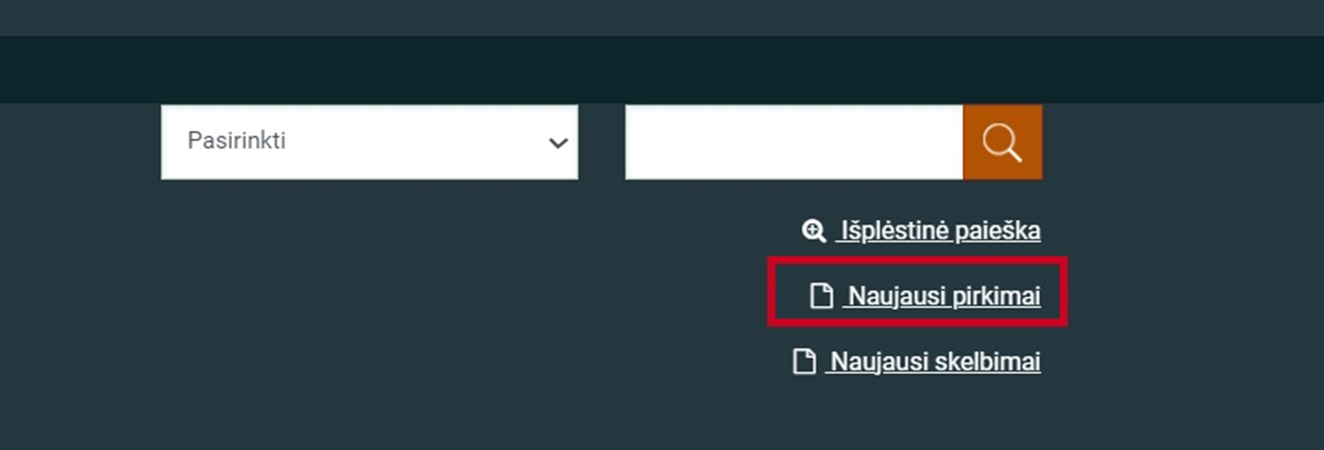 Pasirinkti
Išplėstinė paieška
Naujausi pirkimai
Naujausi skelbimai